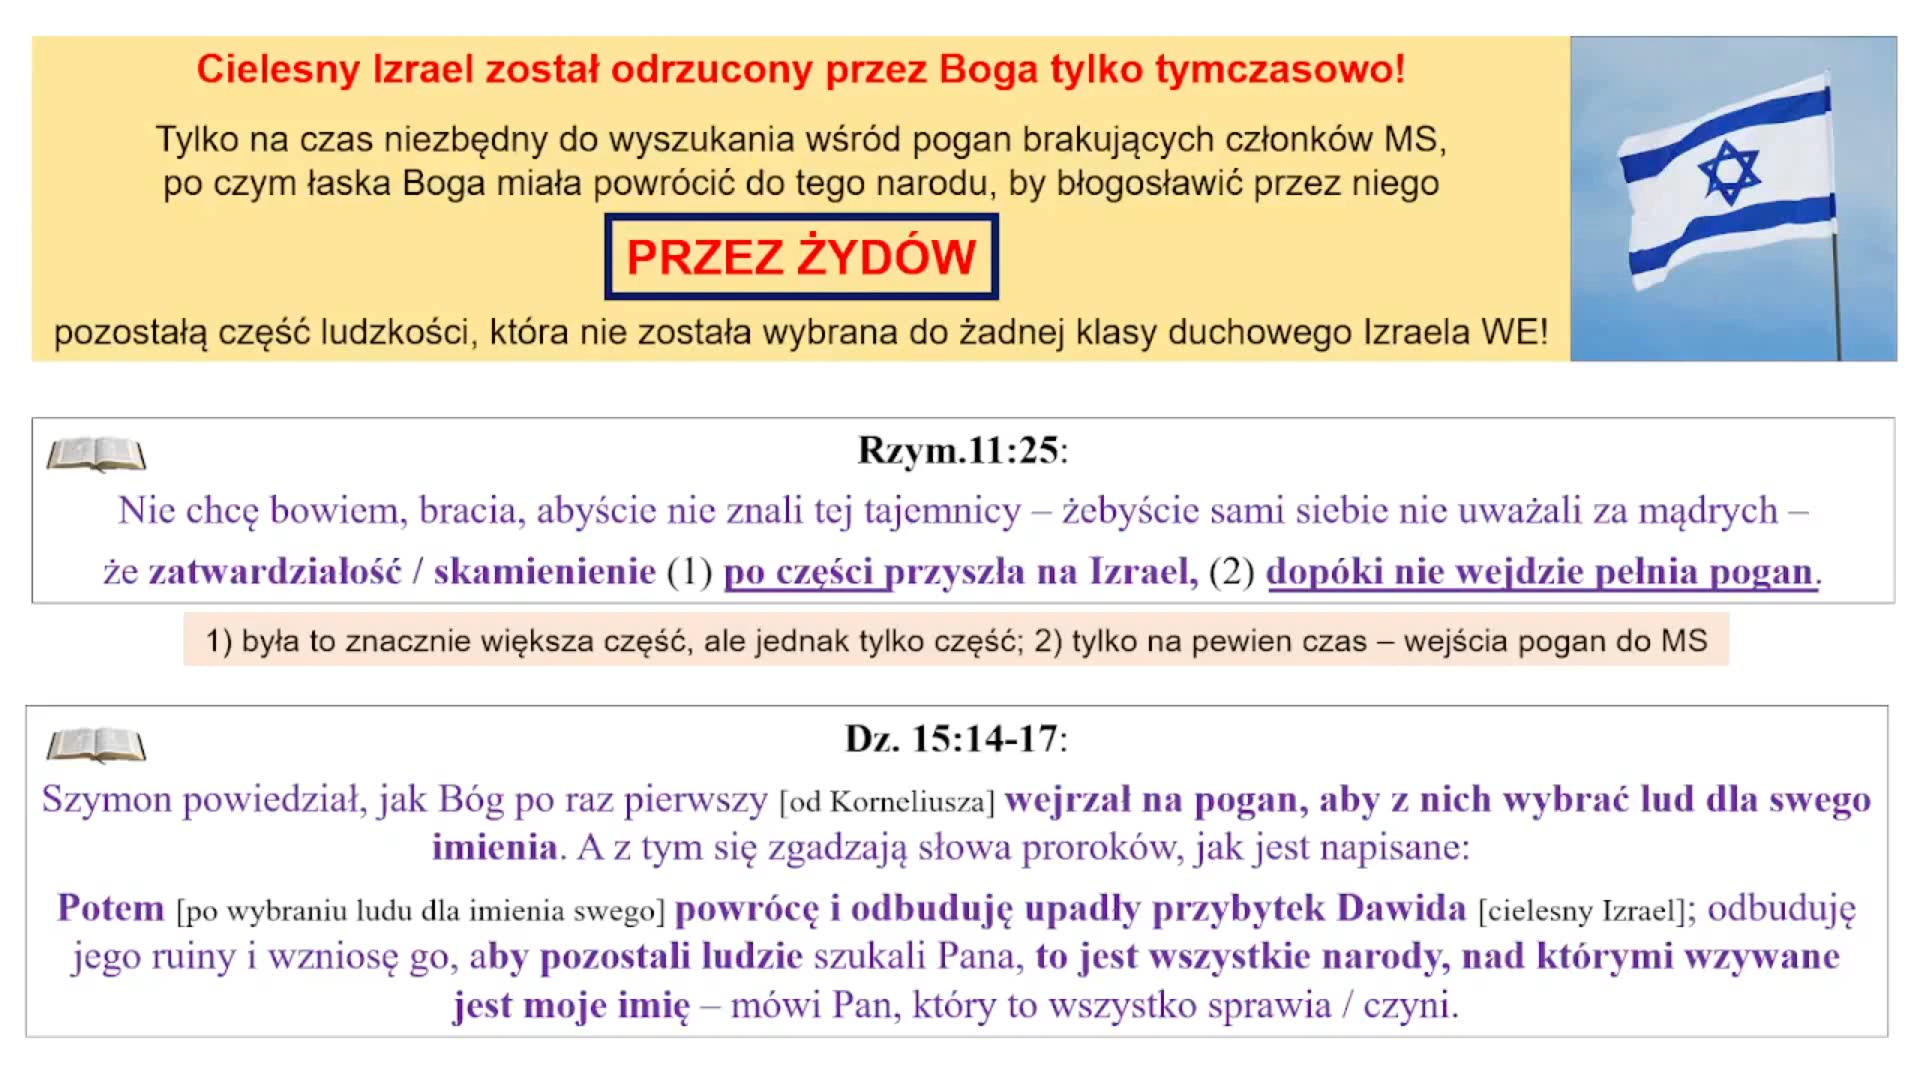 Cielesny Izrael został odrzucony przez Boga tylko tymczasowo!
Tylko na czas niezbędny do wyszukania wśród pogan brakujących członków MS,
po czym łaska Boga miała powrócić do tego narodu, by błogosławić przez niego
PRZEZ ŻYDÓW
pozostałą część ludzkości, która nie została wybrana do żadnej klasy duchowego Izraela WE!
Rzym.11:25:
Nie chcę bowiem, bracia, abyście nie znali tej tajemnicy – żebyście sami siebie nie uważali za mądrych –
że zatwardziałość / skamienienie (1) po części przyszła na Izrael, (2) dopóki nie wejdzie pełnia pogan.
1) była to znacznie większa część, ale jednak tylko część; 2) tylko na pewien czas – wejścia pogan do MS
Dz. 15:14-17:
Szymon powiedział, jak Bóg po raz pierwszy [od Korneliusza] wejrzał na pogan, aby z nich wybrać lud dla swego
imienia. A z tym się zgadzają słowa proroków, jak jest napisane:
Potem [po wybraniu ludu dla imienia swego] powrócę i odbuduję upadły przybytek Dawida [cielesny Izrael]; odbuduję
jego ruiny i wzniosę go, aby pozostali ludzie szukali Pana, to jest wszystkie narody, nad którymi wzywane
jest moje imię – mówi Pan, który to wszystko sprawia / czyni.